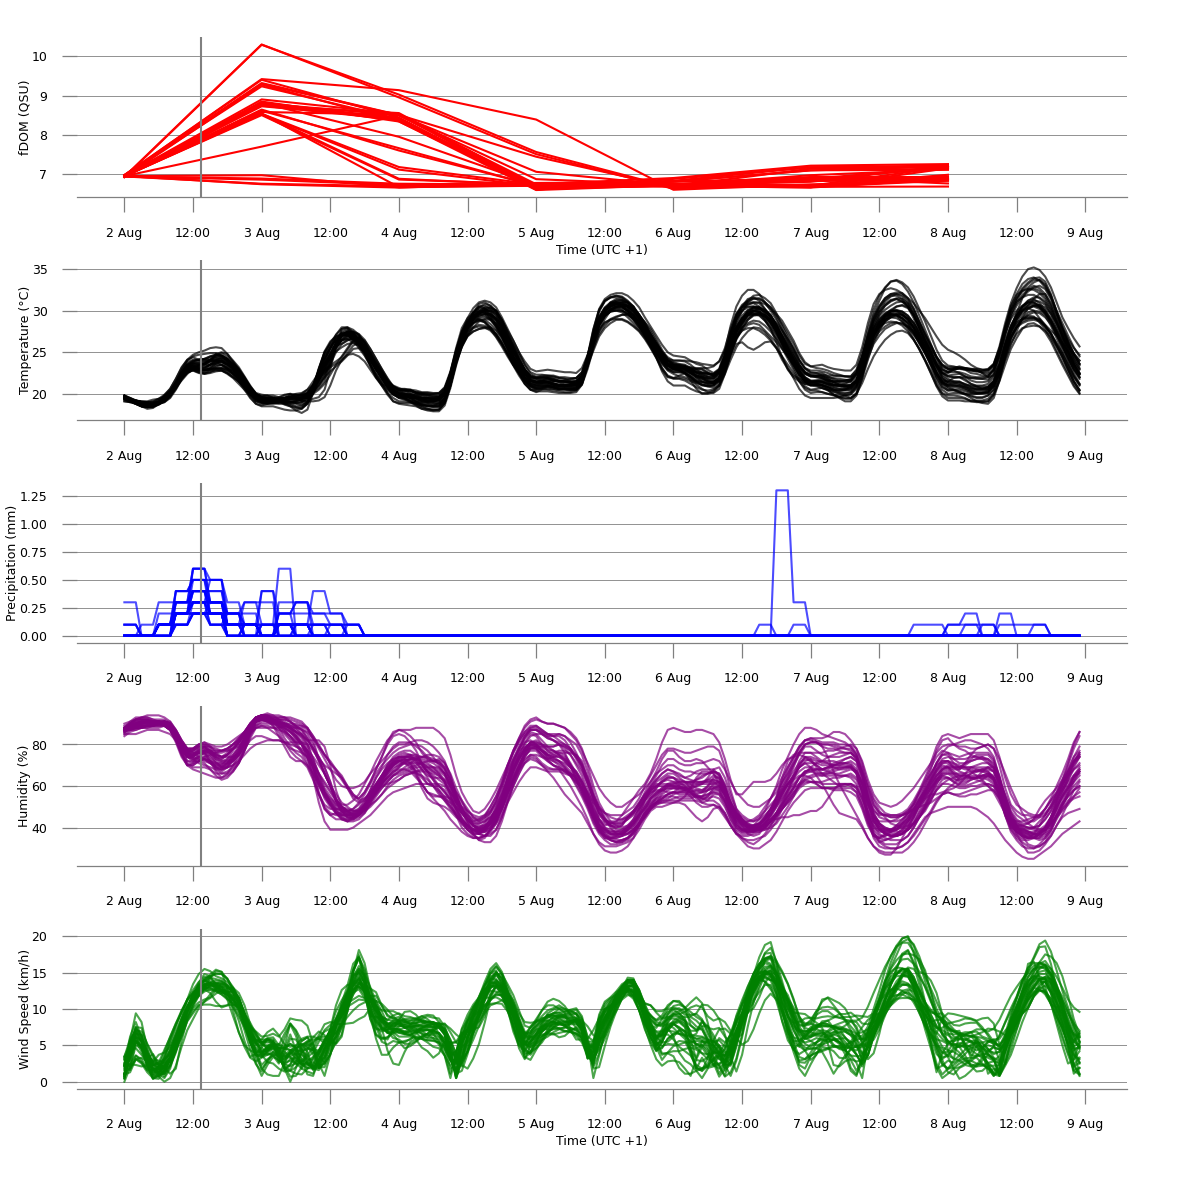 10
9
8
7
fDOM (QSU)
2 Aug 12:00 3 Aug 12:00 4 Aug 12:00 5 Aug 12:00 6 Aug 12:00 7 Aug 12:00 8 Aug 12:00 9 Aug
Time (UTC +1)
35
30
25
20
Temperature (°C)
2 Aug 12:00 3 Aug 12:00 4 Aug 12:00 5 Aug 12:00 6 Aug 12:00 7 Aug 12:00 8 Aug 12:00 9 Aug
1.25
1.00
0.75
0.50
0.25
0.00
Precipitation (mm)
2 Aug 12:00 3 Aug 12:00 4 Aug 12:00 5 Aug 12:00 6 Aug 12:00 7 Aug 12:00 8 Aug 12:00 9 Aug
80
60
40
Humidity (%)
2 Aug 12:00 3 Aug 12:00 4 Aug 12:00 5 Aug 12:00 6 Aug 12:00 7 Aug 12:00 8 Aug 12:00 9 Aug
20
15
10
5
0
Wind Speed (km/h)
2 Aug 12:00 3 Aug 12:00 4 Aug 12:00 5 Aug 12:00 6 Aug 12:00 7 Aug 12:00 8 Aug 12:00 9 Aug
Time (UTC +1)